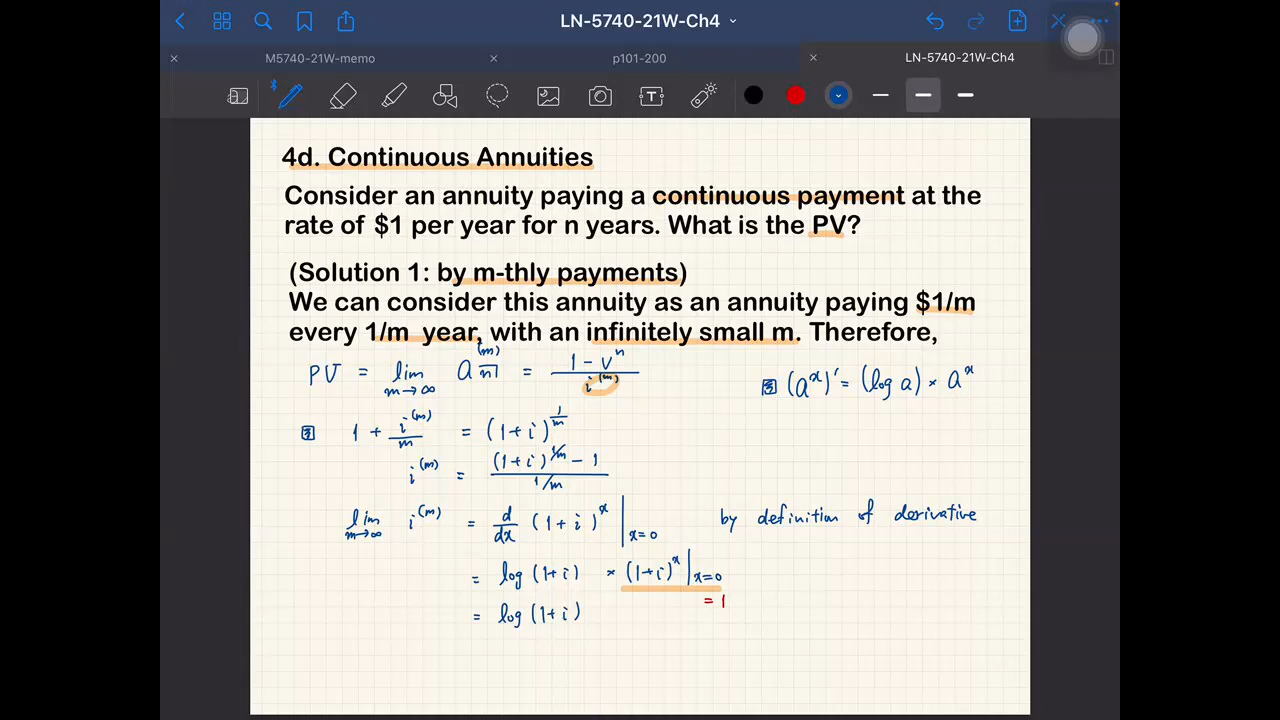 LN-5740-21W-Ch4
M5740-21W-memo
p101-200
LN-5740-21W-Ch4
4d. Continuous Annuities
Consider an annuity paying a continuous payment at the
rate of $1 per year for n years. What is the PV?
(Solution 1: by m-thly payments)
We can consider this annuity as an annuity paying $1/m
every 1/m year, with an infinitely small m. Therefore,
PV = lim_{m→∞} a_{n̅|}^{(m)} = (1 - v^n) / i^{(m)}
(a^x)' = (log a) × a^x
1 + i^{(m)}/m = (1+i)^{1/m}
i^{(m)} = ((1+i)^{1/m} - 1) / (1/m)
lim_{m→∞} i^{(m)} = d/dx (1+i)^x |_{x=0} by definition of derivative
= log (1+i) × (1+i)^x |_{x=0}
= 1
= log (1+i)